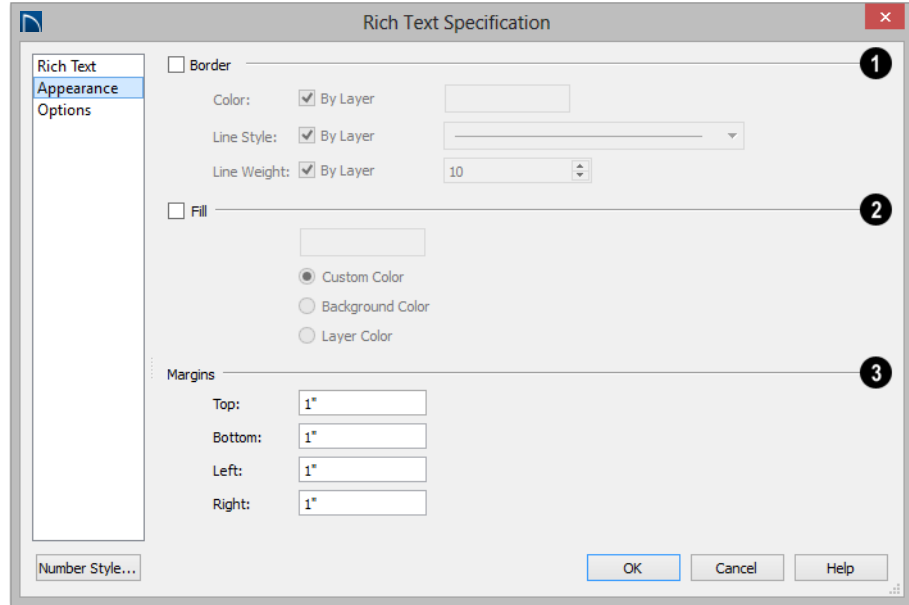 Rich Text Specification
Rich Text
Appearance
Options
Border
1
Color:
By Layer
Line Style:
By Layer
Line Weight:
By Layer
10
Fill
2
Custom Color
Background Color
Layer Color
Margins
3
Top:
1"
Bottom:
1"
Left:
1"
Right:
1"
Number Style...
OK
Cancel
Help